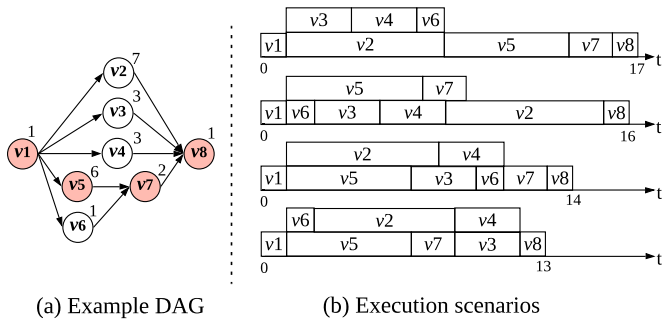 7
v2
3
v3
1
3
1
v1
v4
v8
6
2
v5
v7
1
v6
(a) Example DAG
v3 v4 v6
v1 v2 v5 v7 v8
0 17 t
v5 v7
v1 v6 v3 v4 v2 v8
0 16 t
v2 v4
v1 v5 v3 v6 v7 v8
0 14 t
v6 v2 v4
v1 v5 v7 v3 v8
0 13 t
(b) Execution scenarios